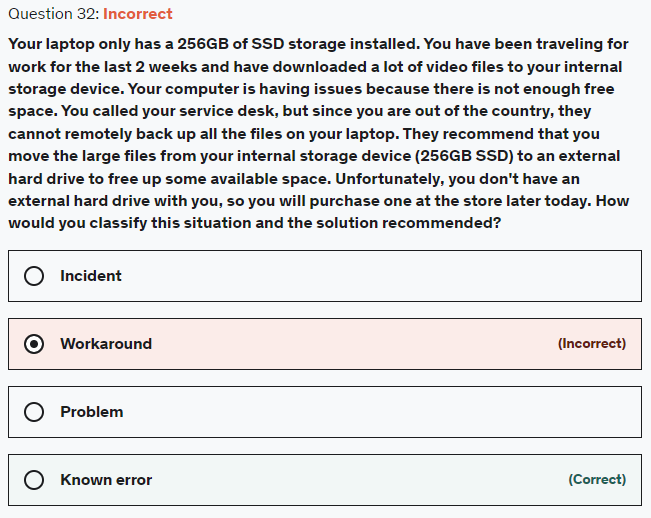 Question 32: Incorrect
Your laptop only has a 256GB of SSD storage installed. You have been traveling for
work for the last 2 weeks and have downloaded a lot of video files to your internal
storage device. Your computer is having issues because there is not enough free
space. You called your service desk, but since you are out of the country, they
cannot remotely back up all the files on your laptop. They recommend that you
move the large files from your internal storage device (256GB SSD) to an external
hard drive to free up some available space. Unfortunately, you don't have an
external hard drive with you, so you will purchase one at the store later today. How
would you classify this situation and the solution recommended?
Incident
Workaround (Incorrect)
Problem
Known error (Correct)